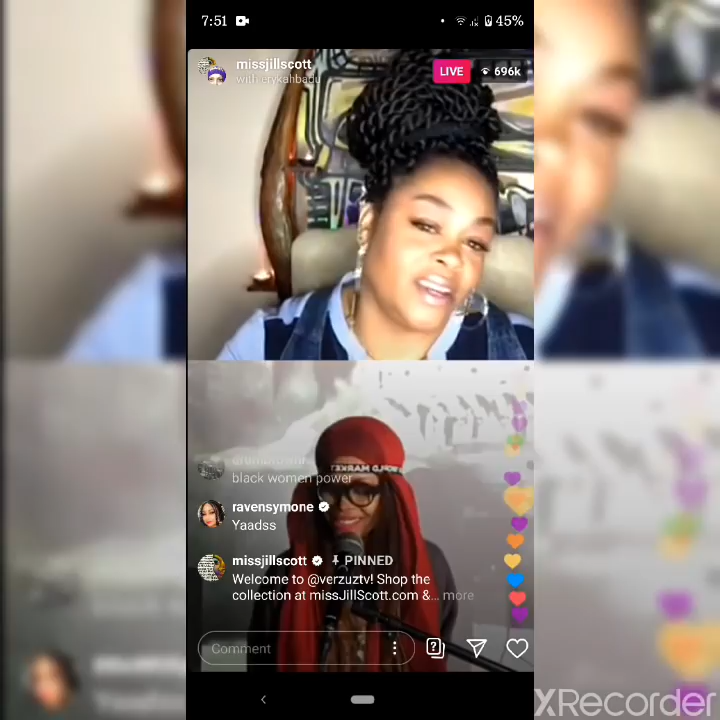 7:51
45%
missjillscott
with erykahbadu
LIVE
696k
black women power
ravensymone
Yaadss
missjillscott PINNED
Welcome to @verzuztv! Shop the
collection at missJillScott.com &... more
Comment
XRecorder